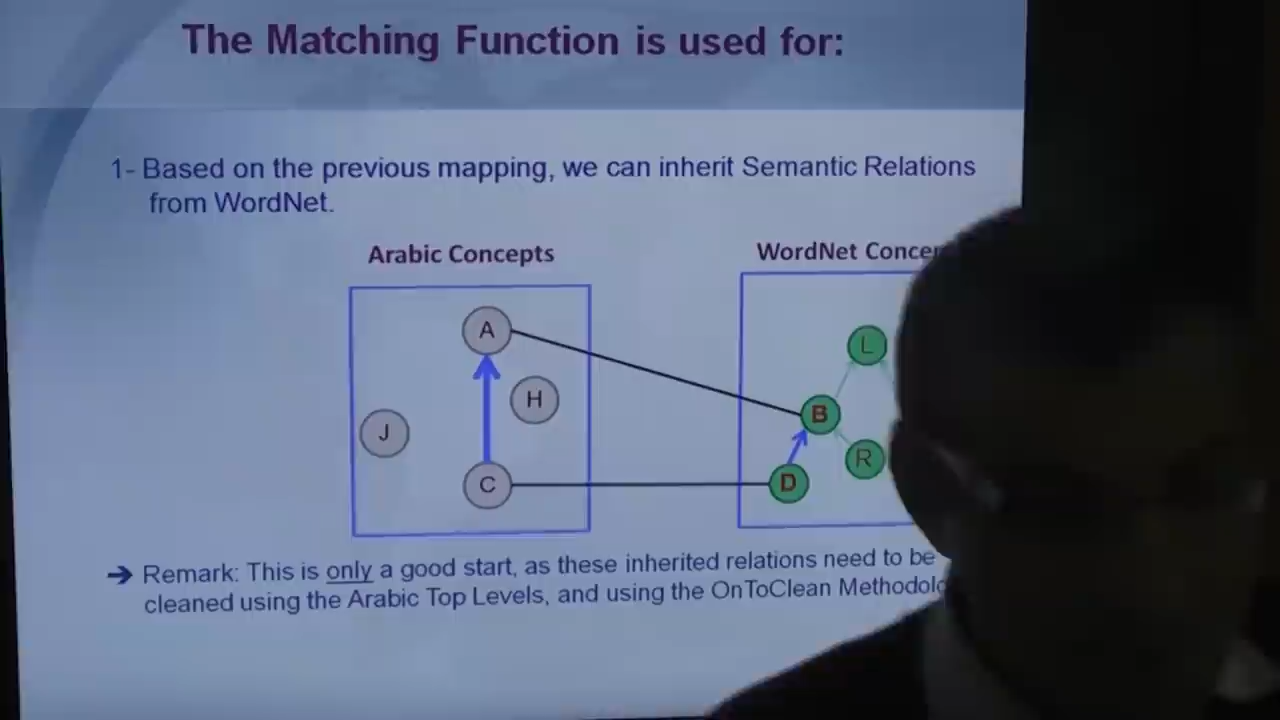 The Matching Function is used for:
1- Based on the previous mapping, we can inherit Semantic Relations
from WordNet.
Arabic Concepts
WordNet
A
L
H
B
J
R
C
D
➔ Remark: This is only a good start, as these inherited relations need to be
cleaned using the Arabic Top Levels, and using the OnToClean